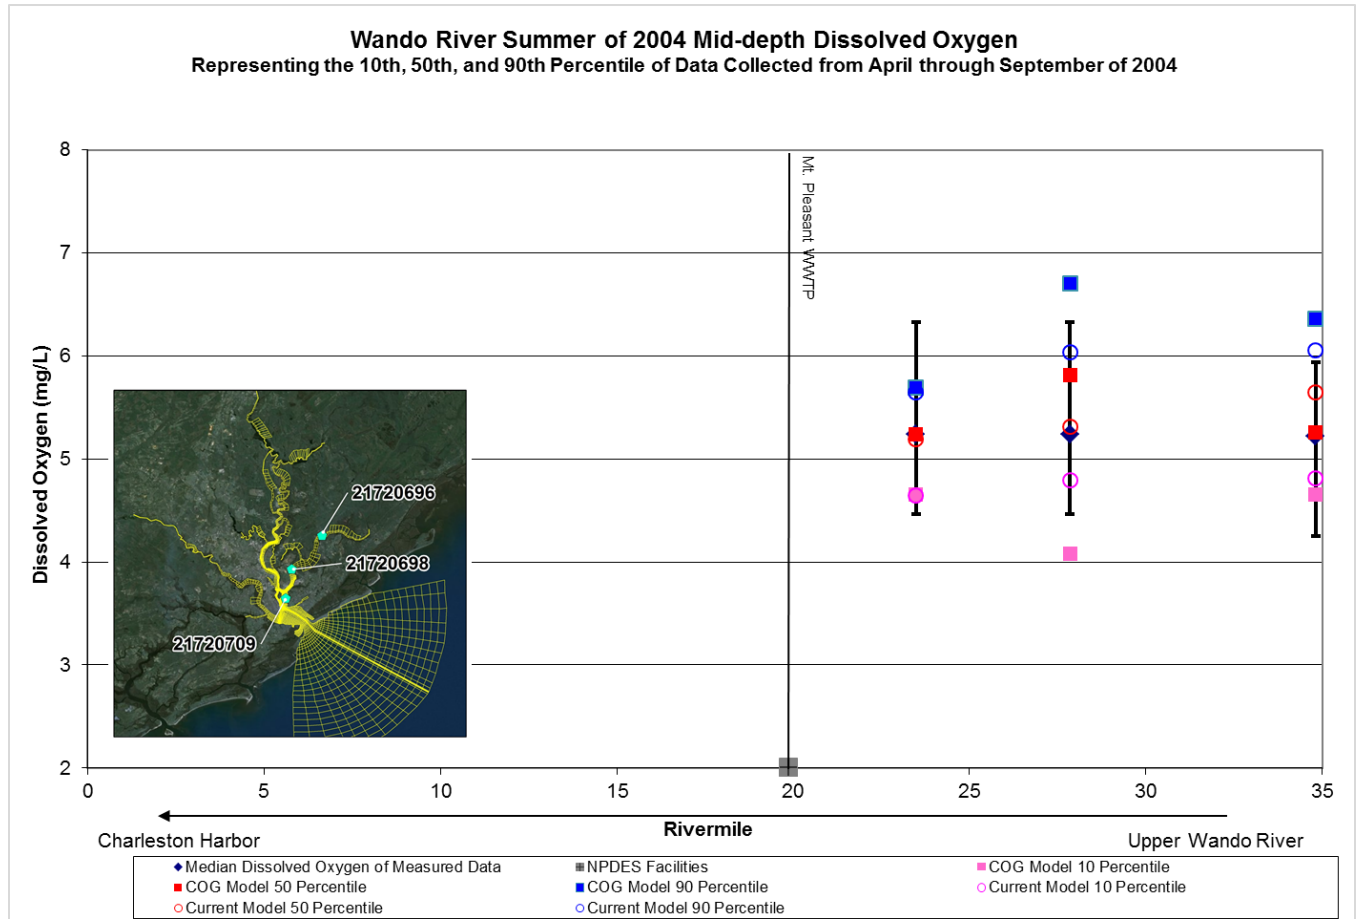 Wando River Summer of 2004 Mid-depth Dissolved Oxygen
Representing the 10th, 50th, and 90th Percentile of Data Collected from April through September of 2004
8
7
6
5
4
3
2
Dissolved Oxygen (mg/L)
Mt. Pleasant WWTP
21720696
21720698
21720709
0 5 10 15 20 25 30 35
Rivermile
Charleston Harbor Upper Wando River
Median Dissolved Oxygen of Measured Data NPDES Facilities COG Model 10 Percentile
COG Model 50 Percentile COG Model 90 Percentile Current Model 10 Percentile
Current Model 50 Percentile Current Model 90 Percentile